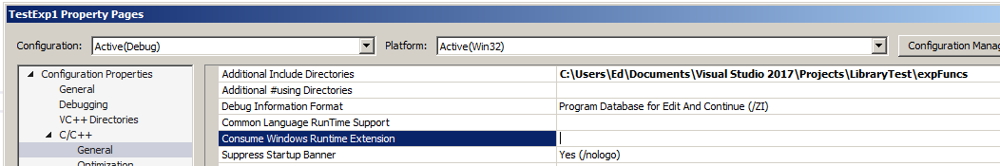 TestExp1 Property Pages
Configuration: Active(Debug) Platform: Active(Win32) Configuration Manag
Configuration Properties
General
Debugging
VC++ Directories
C/C++
General
Optimization
Additional Include Directories C:\Users\Ed\Documents\Visual Studio 2017\Projects\LibraryTest\expFuncs
Additional #using Directories
Debug Information Format Program Database for Edit And Continue (/ZI)
Common Language RunTime Support
Consume Windows Runtime Extension
Suppress Startup Banner Yes (/nologo)